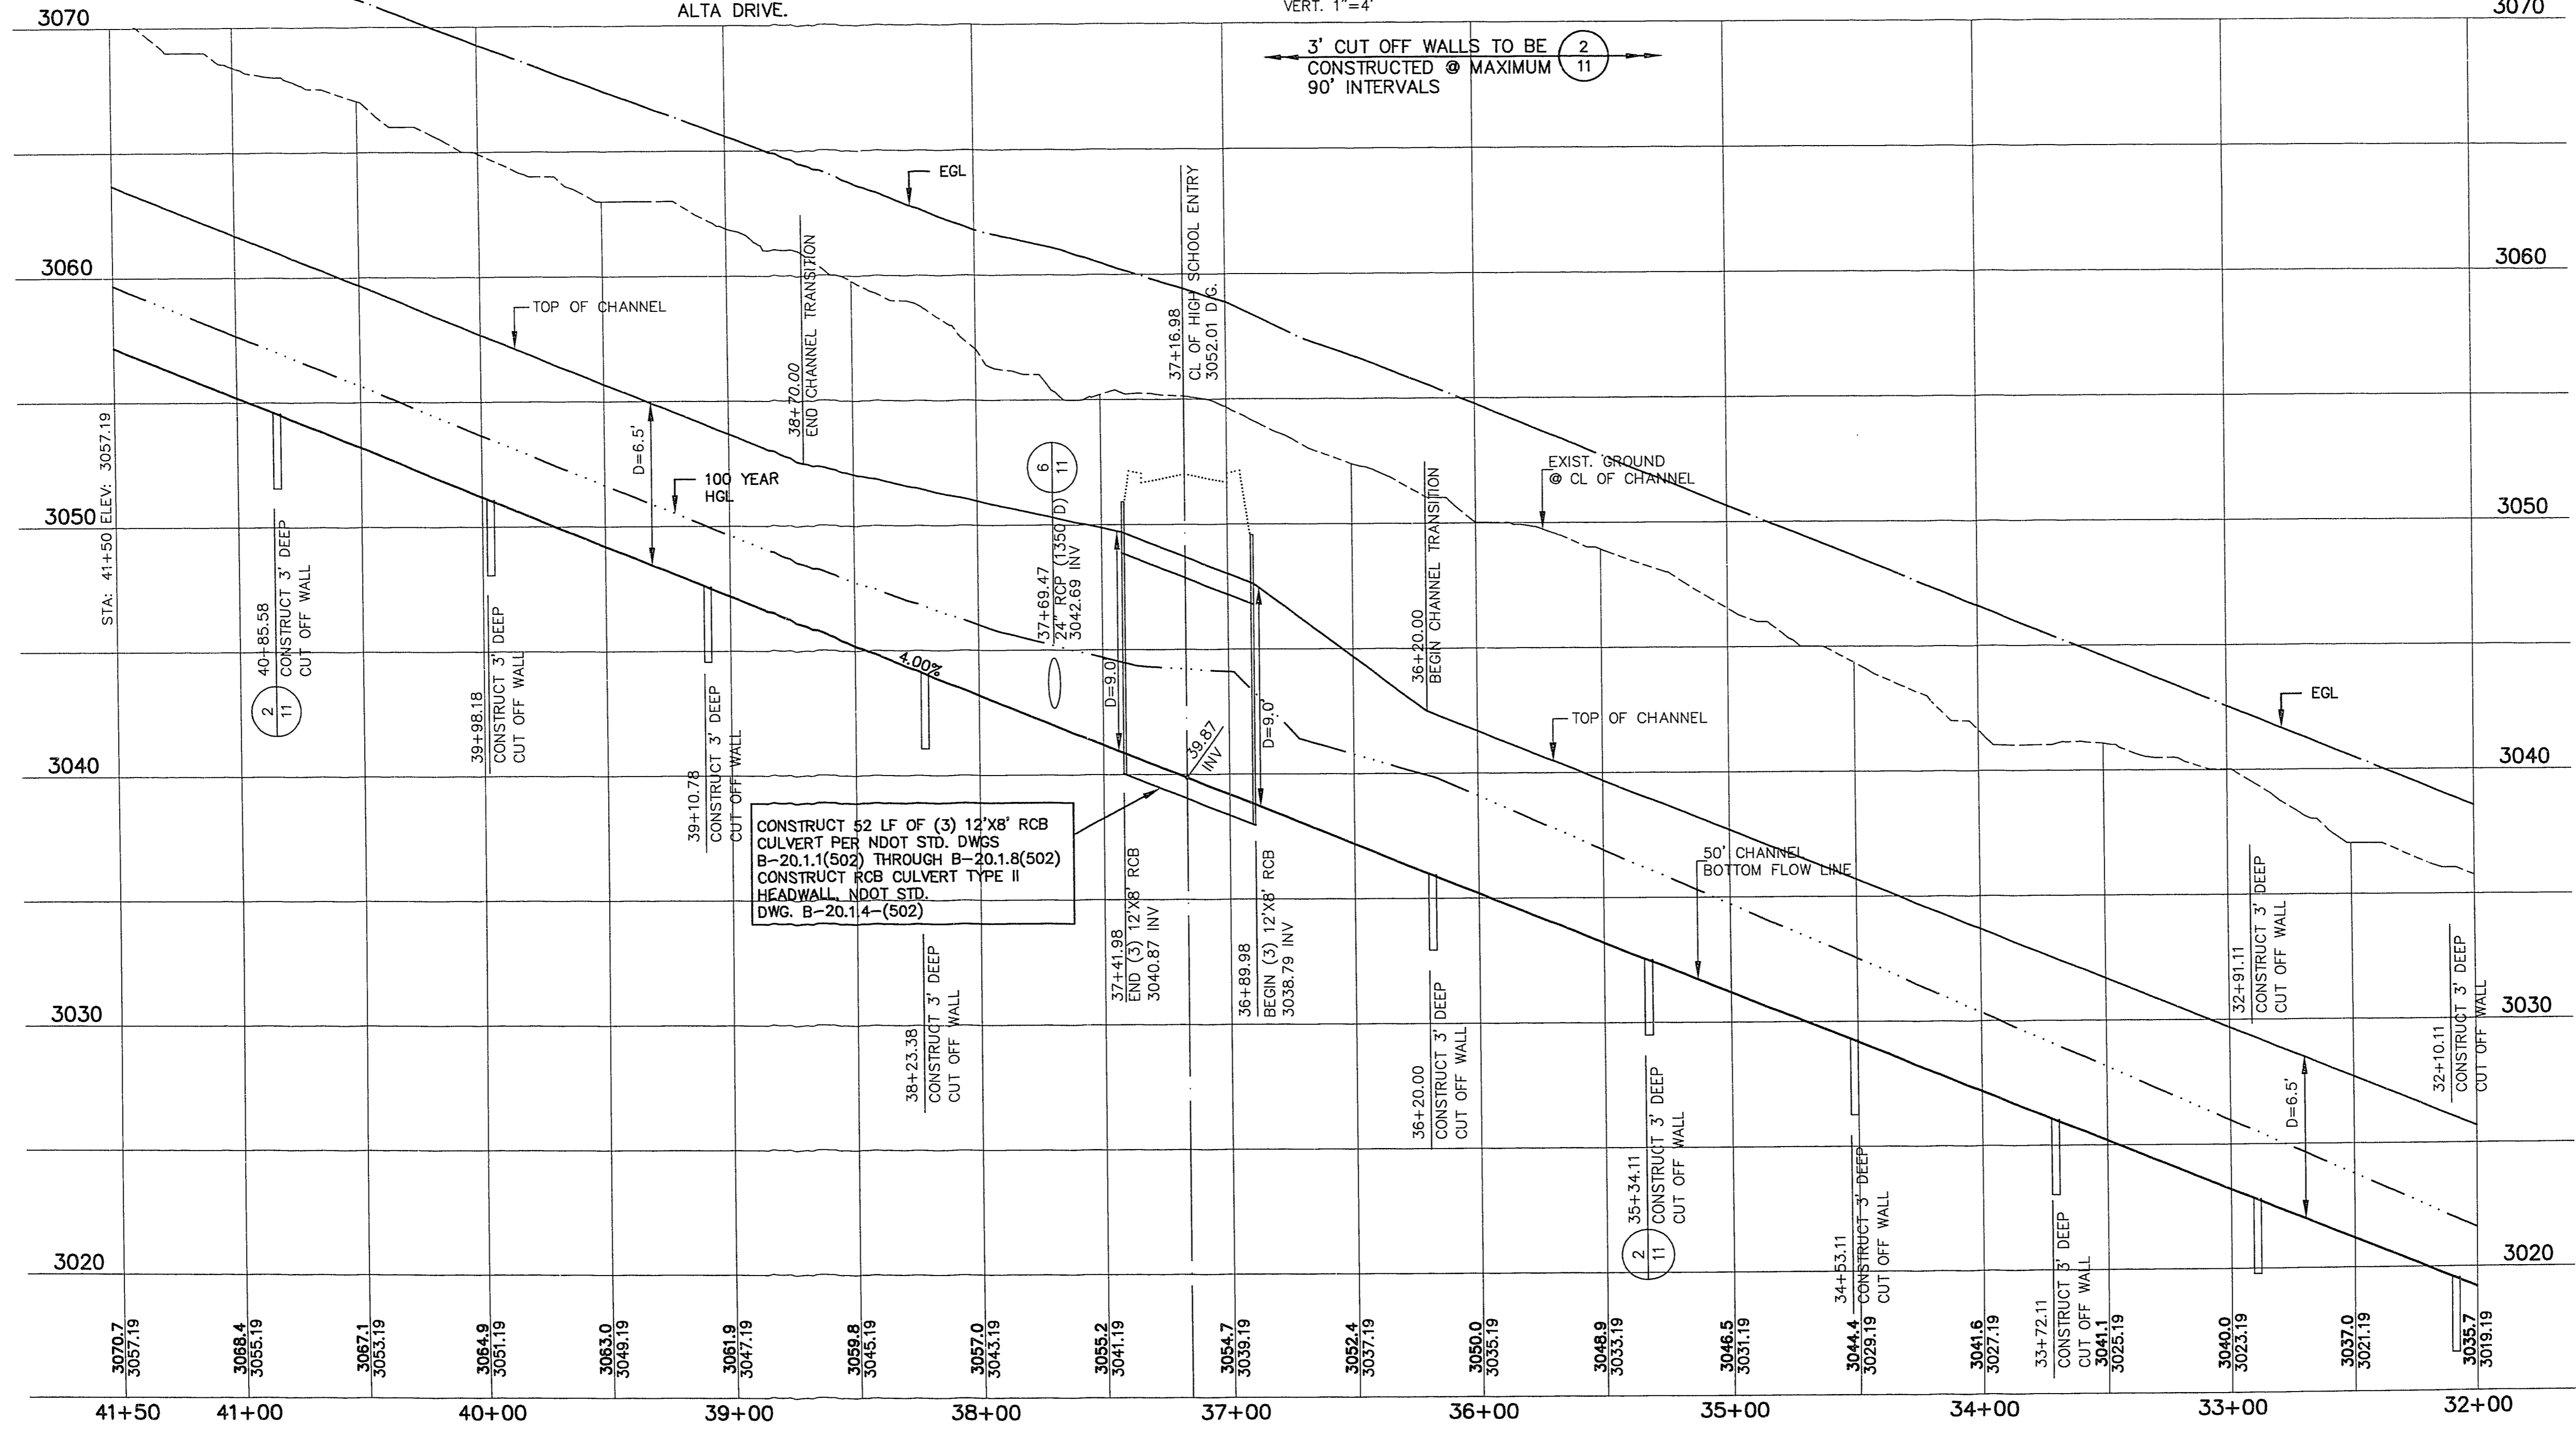 ALTA DRIVE.
VERT. 1"=4'
3070
3070
3' CUT OFF WALLS TO BE
CONSTRUCTED @ MAXIMUM
90' INTERVALS
2
11
EGL
3060
3060
TOP OF CHANNEL
38+70.00
END CHANNEL TRANSITION
37+16.98
CL OF HIGH SCHOOL ENTRY
3052.01 D.G.
D=6.5'
100 YEAR
HGL
6
11
37+69.47
24" RCP (1350 D)
3042.69 INV
EXIST. GROUND
@ CL OF CHANNEL
3050
3050
STA: 41+50 ELEV: 3057.19
36+20.00
BEGIN CHANNEL TRANSITION
40+85.58
CONSTRUCT 3' DEEP
CUT OFF WALL
2
11
39+98.18
CONSTRUCT 3' DEEP
CUT OFF WALL
39+10.78
CONSTRUCT 3' DEEP
CUT OFF WALL
4.00%
D=9.0'
D=9.0'
39.87
INV
TOP OF CHANNEL
EGL
3040
3040
CONSTRUCT 52 LF OF (3) 12'X8' RCB
CULVERT PER NDOT STD. DWGS
B-20.1.1(502) THROUGH B-20.1.8(502)
CONSTRUCT RCB CULVERT TYPE II
HEADWALL, NDOT STD.
DWG. B-20.1.4-(502)
50' CHANNEL
BOTTOM FLOW LINE
38+23.38
CONSTRUCT 3' DEEP
CUT OFF WALL
37+41.98
END (3) 12'X8' RCB
3040.87 INV
36+89.98
BEGIN (3) 12'X8' RCB
3038.79 INV
36+20.00
CONSTRUCT 3' DEEP
CUT OFF WALL
35+34.11
CONSTRUCT 3' DEEP
CUT OFF WALL
2
11
34+53.11
CONSTRUCT 3' DEEP
CUT OFF WALL
33+72.11
CONSTRUCT 3' DEEP
CUT OFF WALL
32+91.11
CONSTRUCT 3' DEEP
CUT OFF WALL
32+10.11
CONSTRUCT 3' DEEP
CUT OFF WALL
D=6.5'
3030
3030
3020
3020
3070.7
3057.19
3068.4
3055.19
3067.1
3053.19
3064.9
3051.19
3063.0
3049.19
3061.9
3047.19
3059.8
3045.19
3057.0
3043.19
3055.2
3041.19
3054.7
3039.19
3052.4
3037.19
3050.0
3035.19
3048.9
3033.19
3046.5
3031.19
3044.4
3029.19
3041.6
3027.19
3041.1
3025.19
3040.0
3023.19
3037.0
3021.19
3035.7
3019.19
41+50 41+00 40+00 39+00 38+00 37+00 36+00 35+00 34+00 33+00 32+00